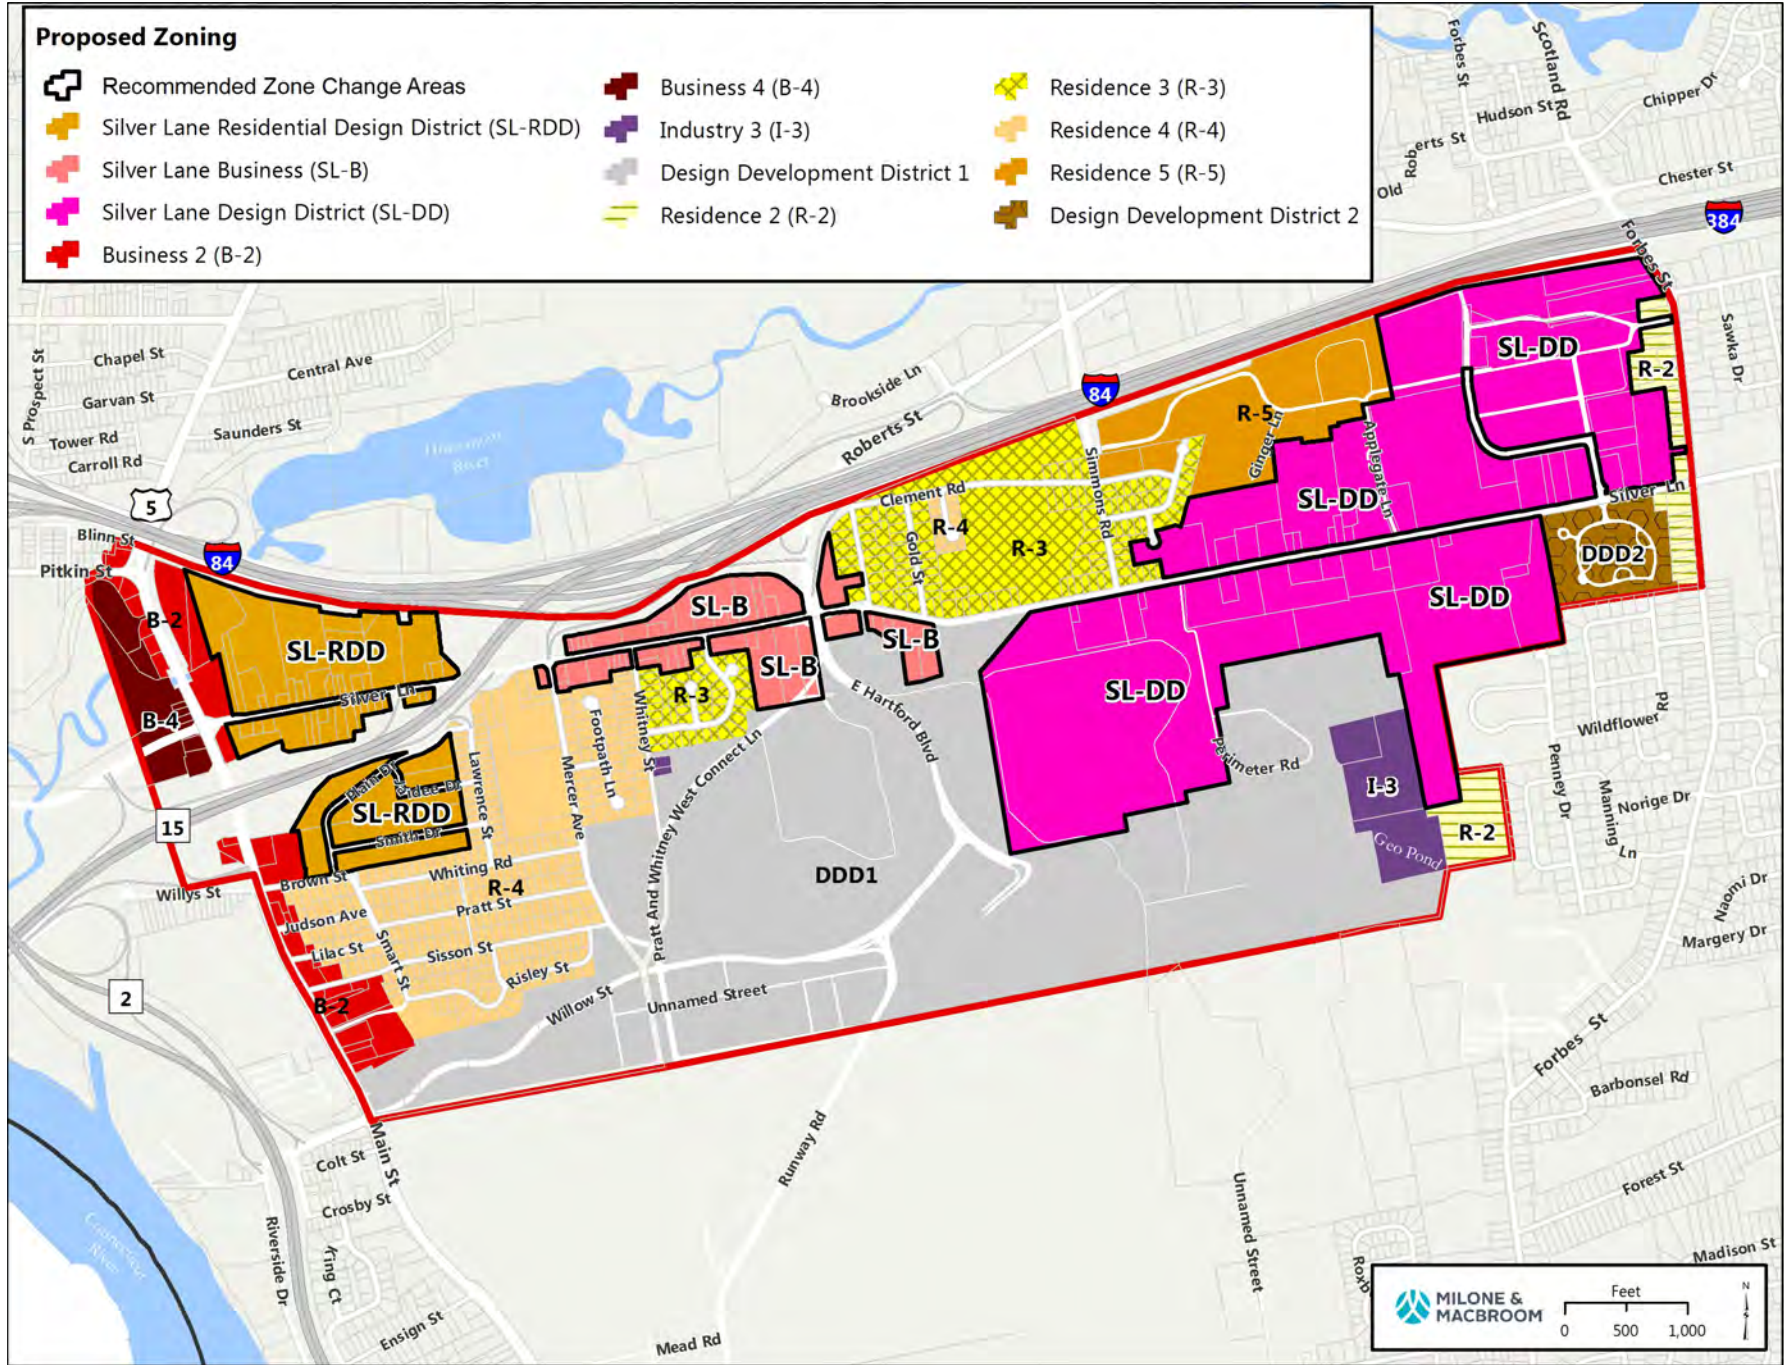 Proposed Zoning
Recommended Zone Change Areas
Silver Lane Residential Design District (SL-RDD)
Silver Lane Business (SL-B)
Silver Lane Design District (SL-DD)
Business 2 (B-2)
Business 4 (B-4)
Industry 3 (I-3)
Design Development District 1
Residence 2 (R-2)
Residence 3 (R-3)
Residence 4 (R-4)
Residence 5 (R-5)
Design Development District 2
Forbes St
Scotland Rd
Chipper Dr
Hudson St
Roberts St
Old
Chester St
384
Forbes St
Sawka Dr
S Prospect St
Chapel St
Central Ave
Garvan St
Tower Rd
Saunders St
Carroll Rd
River
Brookside Ln
Roberts St
84
5
Blinn St
84
Pitkin St
B-2
SL-RDD
Silver Ln
B-4
SL-B
SL-B
SL-B
Clement Rd
R-4
Gold St
R-3
Simmons Rd
R-5
Ginger Ln
Applegate Ln
SL-DD
SL-DD
R-2
Silver Ln
DDD2
SL-DD
SL-DD
R-3
Whitney St
Footpath Ln
Mercer Ave
Lawrence St
E Hartford Blvd
Perimeter Rd
Pratt And Whitney West Connect Ln
Plain Dr
SL-RDD
Smith Dr
15
Willys St
Brown St
Whiting Rd
R-4
Judson Ave
Pratt St
Lilac St
Smart St
Sisson St
Risley St
B-2
Willow St
Unnamed Street
DDD1
I-3
Geo Pond
R-2
Wildflower Rd
Penney Dr
Manning Ln
Norige Dr
Naomi Dr
Margery Dr
2
Forbes St
Barbonsel Rd
Main St
Colt St
Crosby St
Riverside Dr
King Ct
Ensign St
Connecticut
River
Runway Rd
Mead Rd
Unnamed Street
Forest St
Madison St
MILONE &
MACBROOM
Feet
0 500 1,000
N